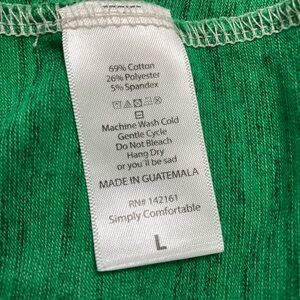 69% Cotton
26% Polyester
5% Spandex
Machine Wash Cold
Gentle Cycle
Do Not Bleach
Hang Dry
or you'll be sad
MADE IN GUATEMALA
RN# 142161
Simply Comfortable
L